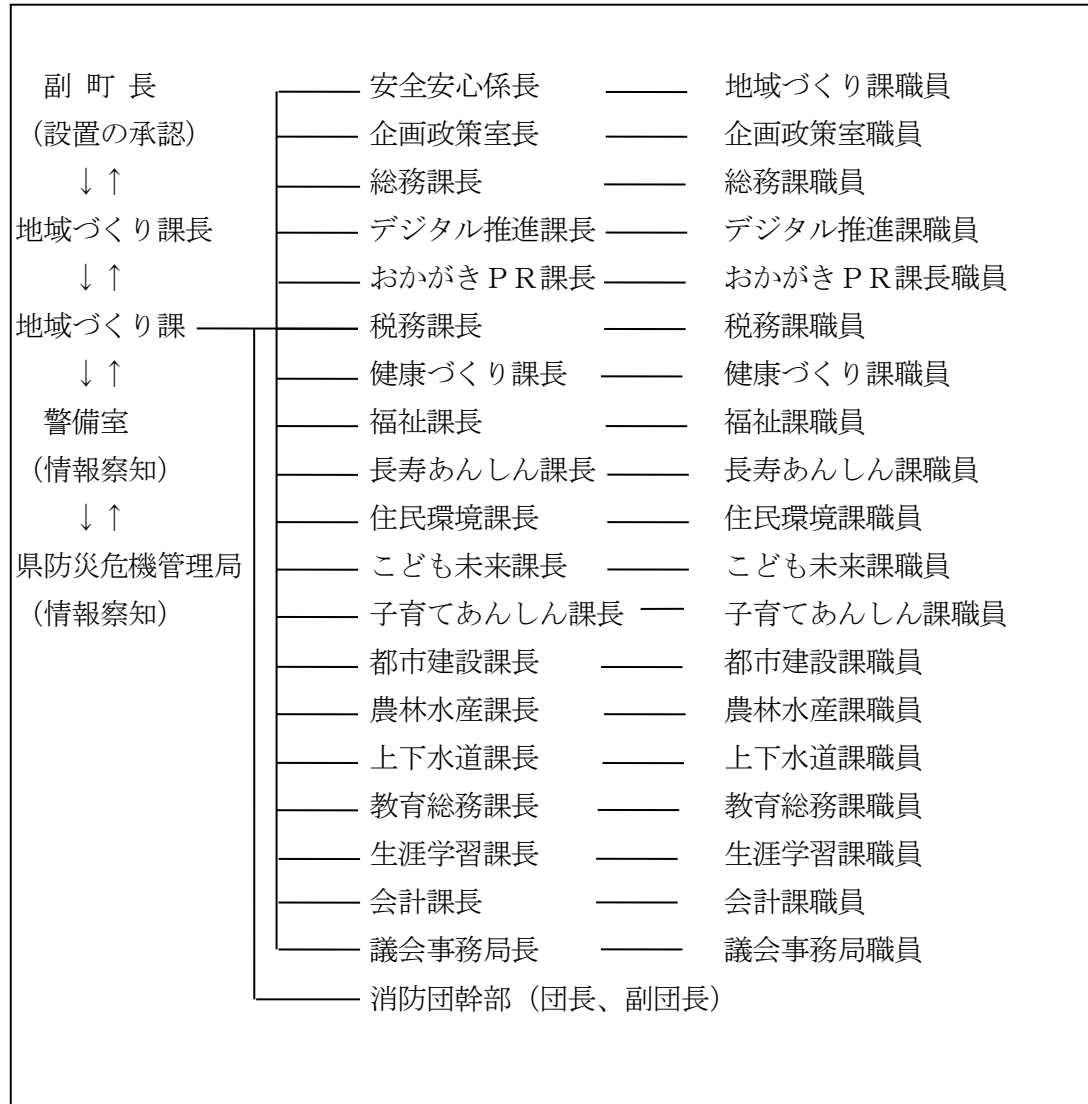 副 町 長　安全安心係長　地域づくり課職員
（設置の承認）　企画政策室長　企画政策室職員
↓ ↑　総務課長　総務課職員
地域づくり課長　デジタル推進課長　デジタル推進課職員
↓ ↑　おかがきＰＲ課長　おかがきＰＲ課長職員
地域づくり課　税務課長　税務課職員
↓ ↑　健康づくり課長　健康づくり課職員
警備室　福祉課長　福祉課職員
（情報察知）　長寿あんしん課長　長寿あんしん課職員
↓ ↑　住民環境課長　住民環境課職員
県防災危機管理局　こども未来課長　こども未来課職員
（情報察知）　子育てあんしん課長　子育てあんしん課職員
都市建設課長　都市建設課職員
農林水産課長　農林水産課職員
上下水道課長　上下水道課職員
教育総務課長　教育総務課職員
生涯学習課長　生涯学習課職員
会計課長　会計課職員
議会事務局長　議会事務局職員
消防団幹部（団長、副団長）